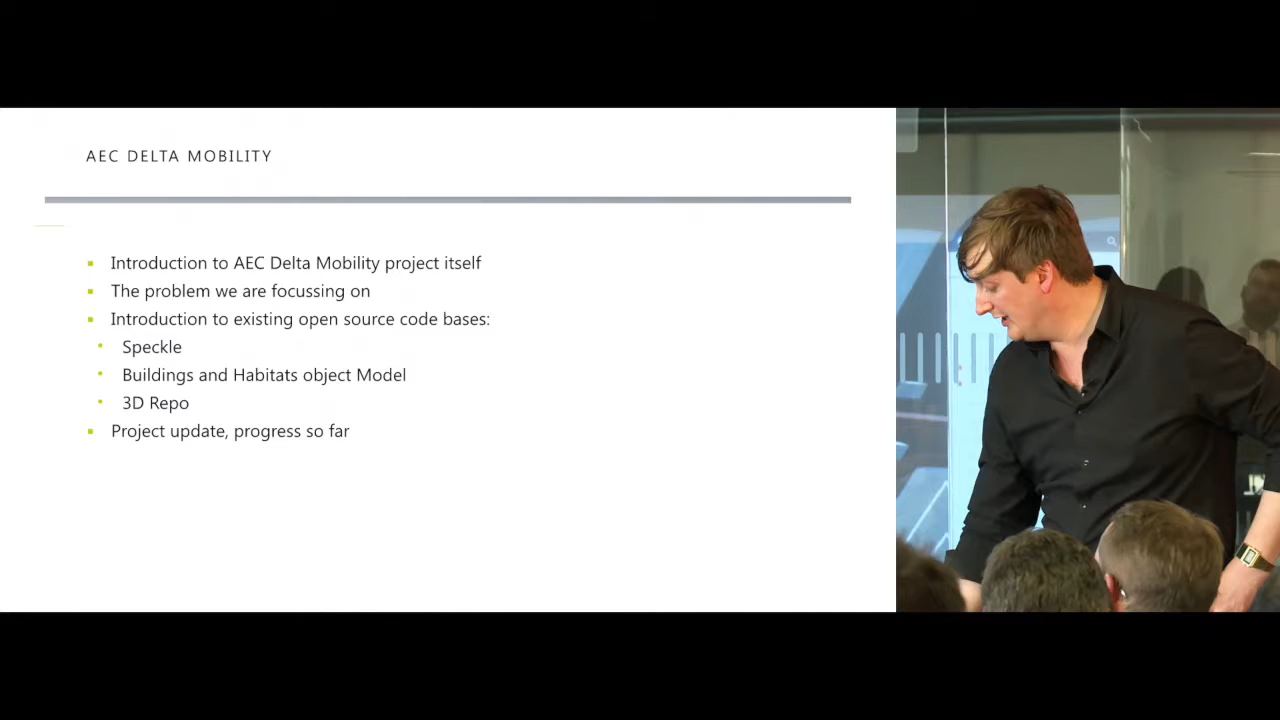 AEC DELTA MOBILITY
Introduction to AEC Delta Mobility project itself
The problem we are focussing on
Introduction to existing open source code bases:
Speckle
Buildings and Habitats object Model
3D Repo
Project update, progress so far